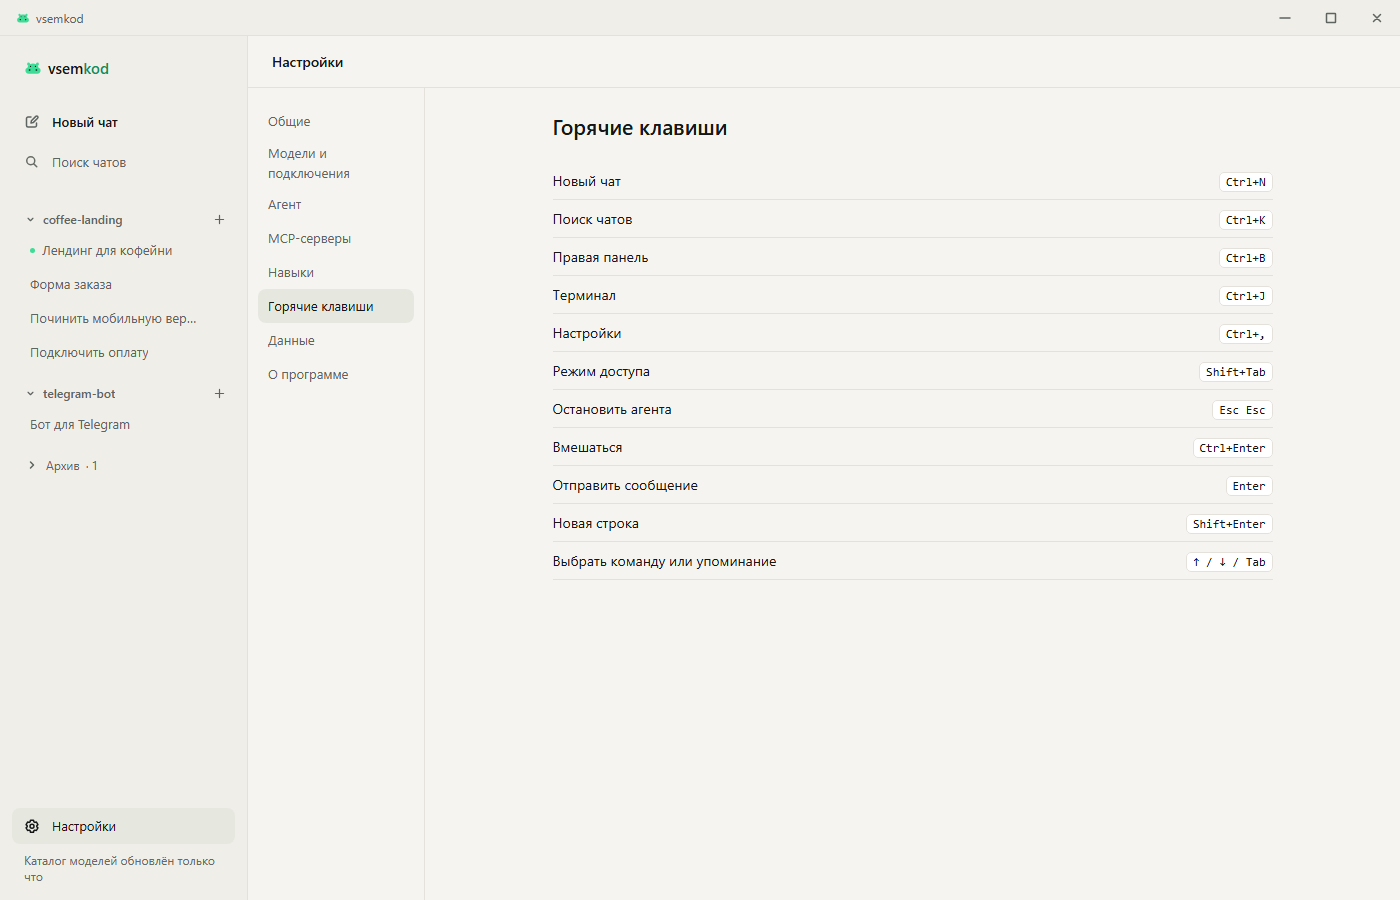 vsemkod
vsemkod
Новый чат
Поиск чатов
coffee-landing
Лендинг для кофейни
Форма заказа
Починить мобильную вер...
Подключить оплату
telegram-bot
Бот для Telegram
Архив · 1
Настройки
Каталог моделей обновлён только
что
Настройки
Общие
Модели и
подключения
Агент
MCP-серверы
Навыки
Горячие клавиши
Данные
О программе
Горячие клавиши
Новый чат Ctrl+N
Поиск чатов Ctrl+K
Правая панель Ctrl+B
Терминал Ctrl+J
Настройки Ctrl+,
Режим доступа Shift+Tab
Остановить агента Esc Esc
Вмешаться Ctrl+Enter
Отправить сообщение Enter
Новая строка Shift+Enter
Выбрать команду или упоминание ↑ / ↓ / Tab